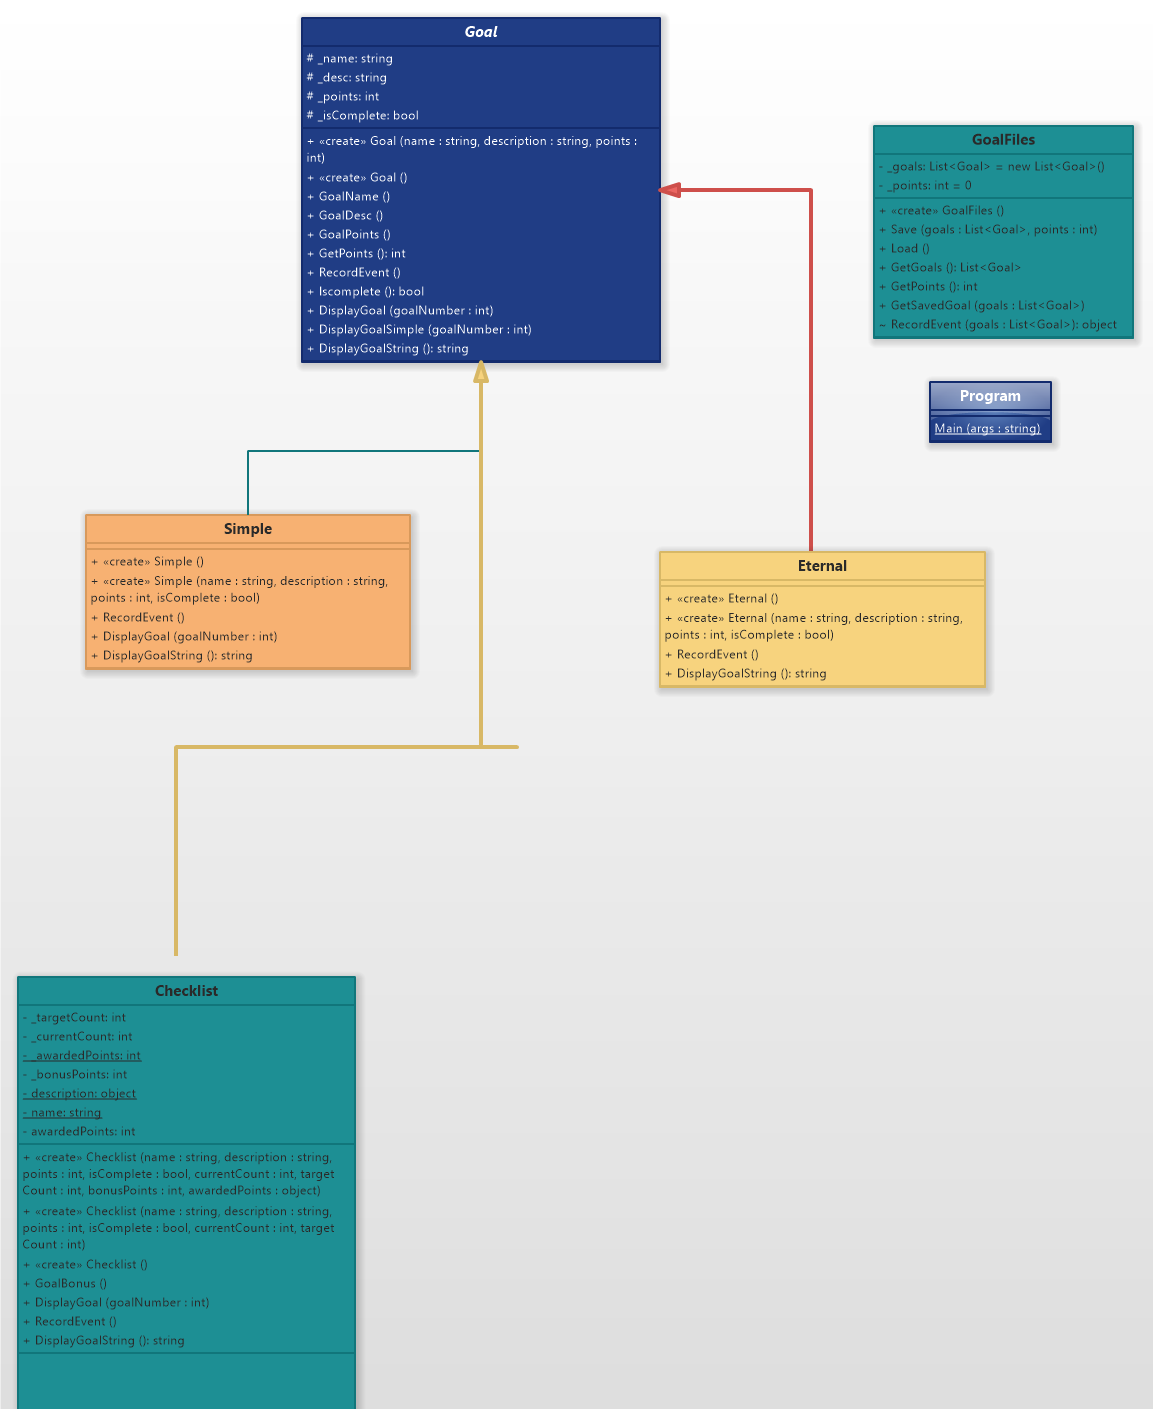 Goal
# _name: string
# _desc: string
# _points: int
# _isComplete: bool
+ «create» Goal (name : string, description : string, points :
int)
+ «create» Goal ()
+ GoalName ()
+ GoalDesc ()
+ GoalPoints ()
+ GetPoints (): int
+ RecordEvent ()
+ Iscomplete (): bool
+ DisplayGoal (goalNumber : int)
+ DisplayGoalSimple (goalNumber : int)
+ DisplayGoalString (): string
GoalFiles
- _goals: List<Goal> = new List<Goal>()
- _points: int = 0
+ «create» GoalFiles ()
+ Save (goals : List<Goal>, points : int)
+ Load ()
+ GetGoals (): List<Goal>
+ GetPoints (): int
+ GetSavedGoal (goals : List<Goal>)
~ RecordEvent (goals : List<Goal>): object
Program
Main (args : string)
Simple
+ «create» Simple ()
+ «create» Simple (name : string, description : string,
points : int, isComplete : bool)
+ RecordEvent ()
+ DisplayGoal (goalNumber : int)
+ DisplayGoalString (): string
Eternal
+ «create» Eternal ()
+ «create» Eternal (name : string, description : string,
points : int, isComplete : bool)
+ RecordEvent ()
+ DisplayGoalString (): string
Checklist
- _targetCount: int
- _currentCount: int
- _awardedPoints: int
- _bonusPoints: int
- description: object
- name: string
- awardedPoints: int
+ «create» Checklist (name : string, description : string,
points : int, isComplete : bool, currentCount : int, target
Count : int, bonusPoints : int, awardedPoints : object)
+ «create» Checklist (name : string, description : string,
points : int, isComplete : bool, currentCount : int, target
Count : int)
+ «create» Checklist ()
+ GoalBonus ()
+ DisplayGoal (goalNumber : int)
+ RecordEvent ()
+ DisplayGoalString (): string